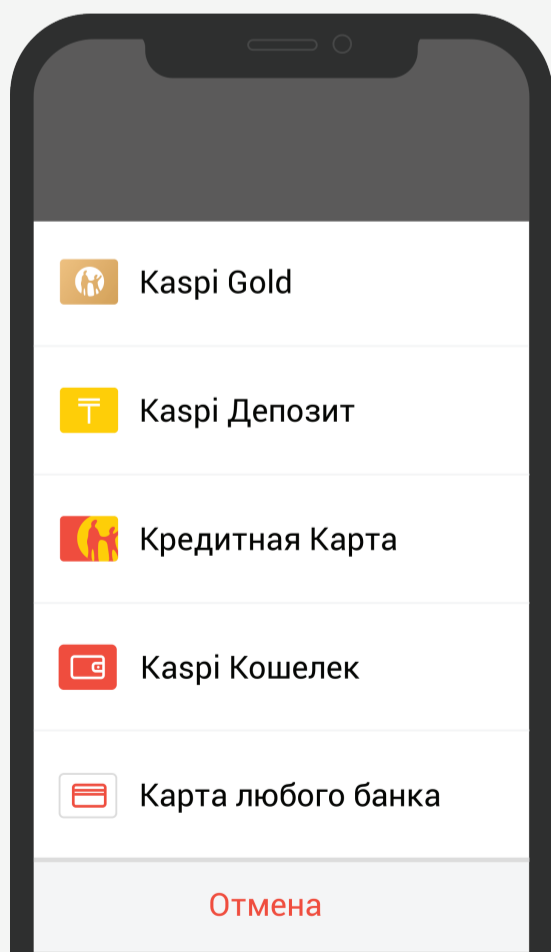 Kaspi Gold
Kaspi Депозит
Кредитная Карта
Kaspi Кошелек
Карта любого банка
Отмена